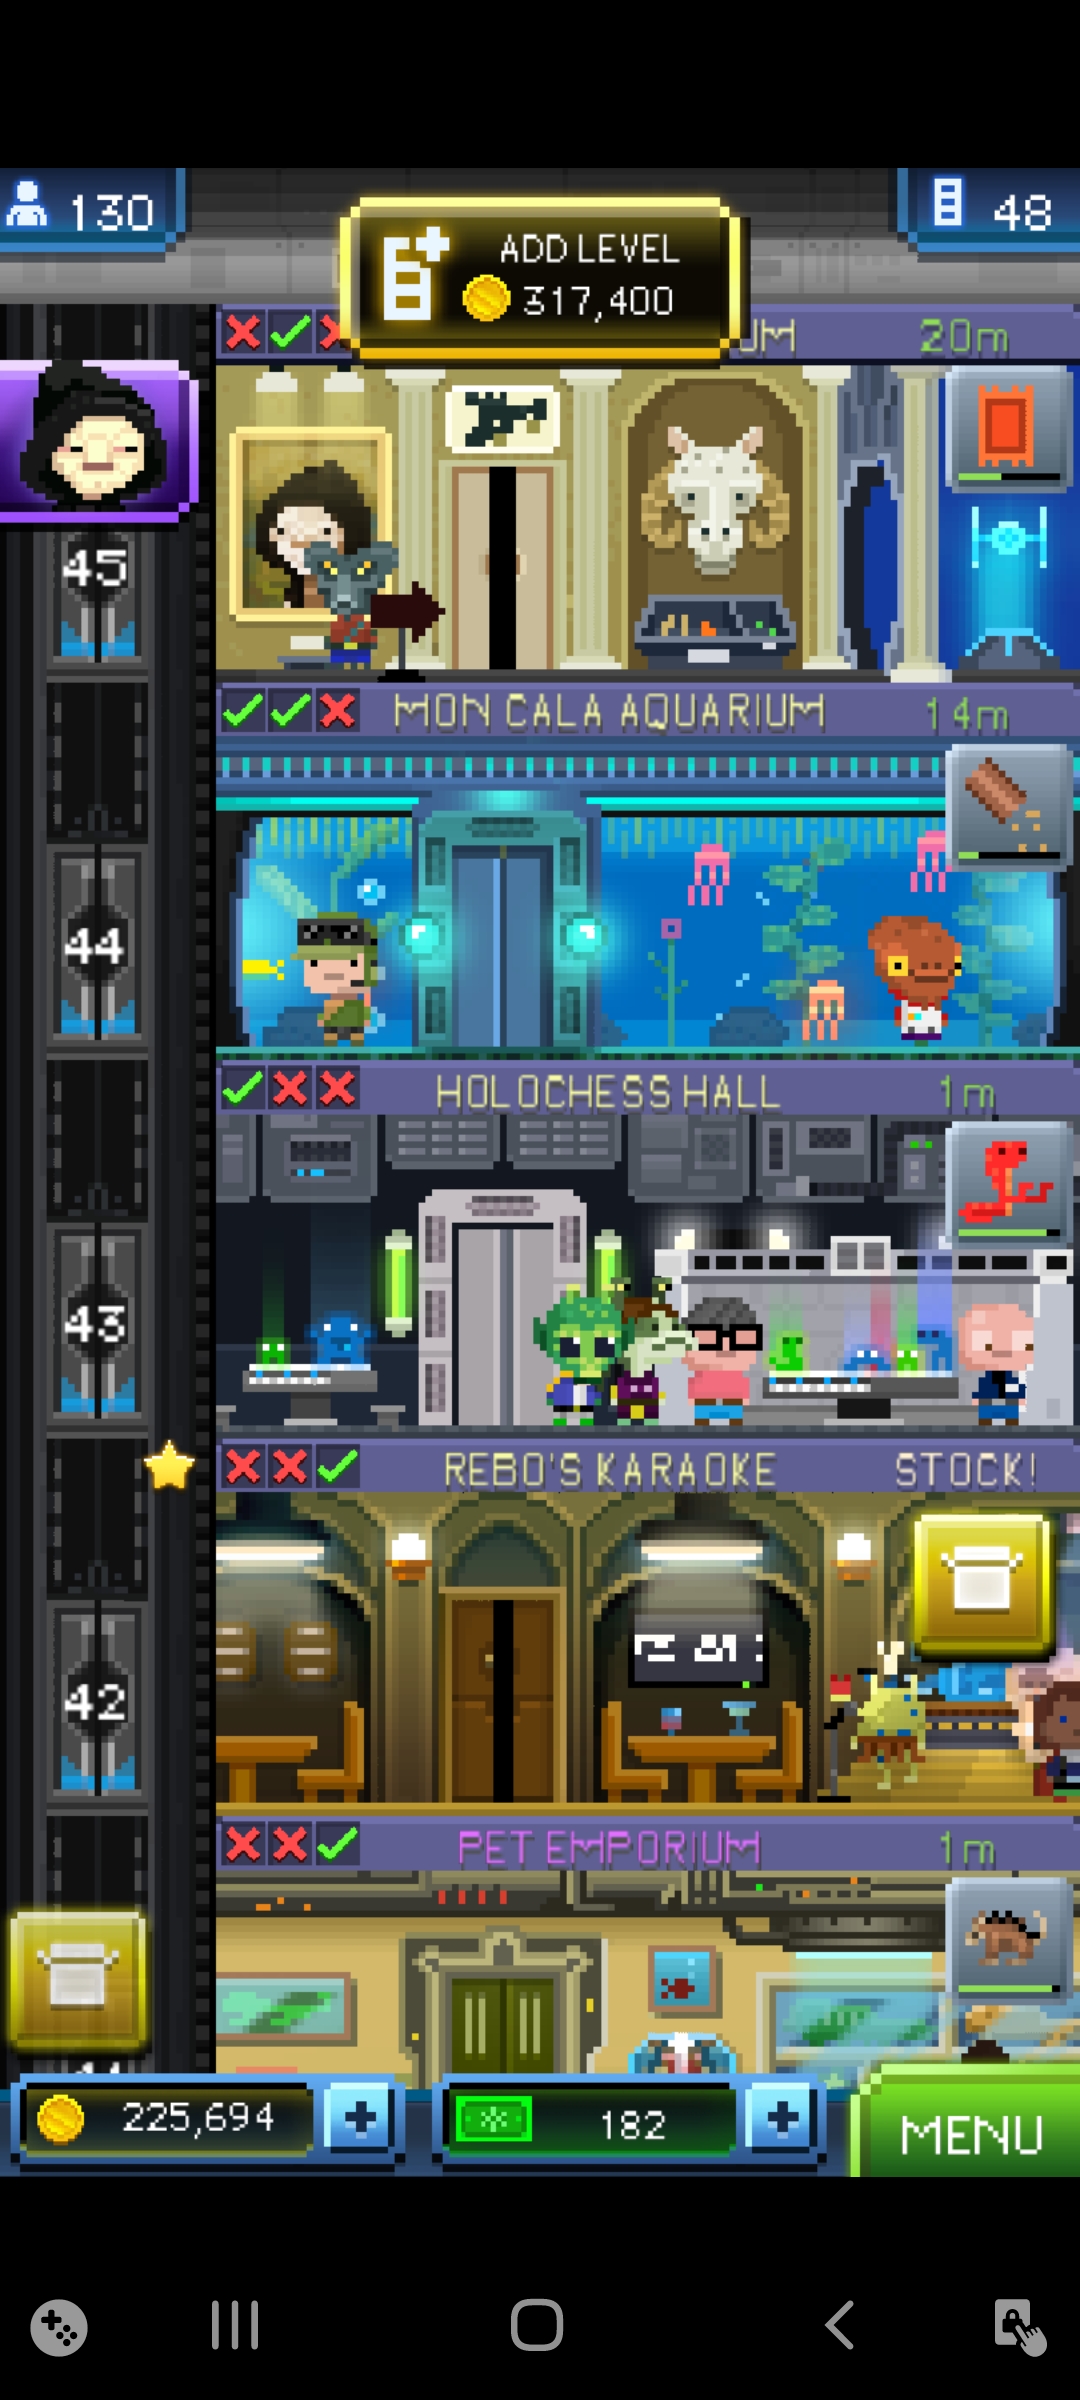 130
48
ADD LEVEL
317,400
UM 20m
45
MON CALA AQUARIUM 14m
44
HOLOCHESS HALL 1m
43
REBO'S KARAOKE STOCK!
42
PET EMPORIUM 1m
225,694
182
MENU